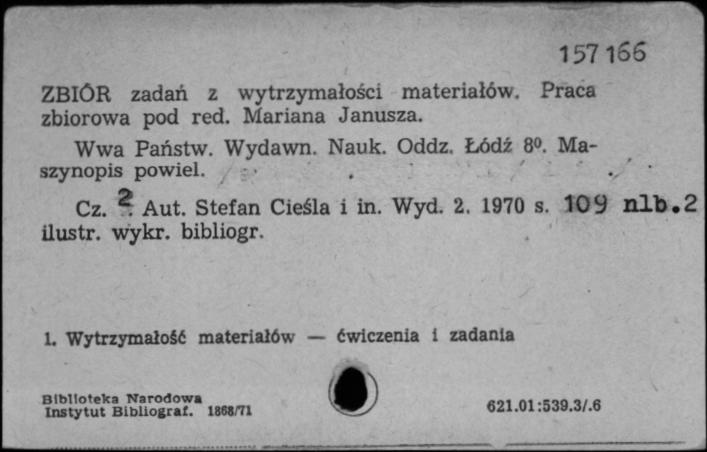 157166
ZBIÓR zadań z wytrzymałości materiałów. Praca
zbiorowa pod red. Mariana Janusza.
Wwa Państw. Wydawn. Nauk. Oddz. Łódź 8º. Ma-
szynopis powiel.
Cz. 2. Aut. Stefan Cieśla i in. Wyd. 2. 1970 s. 109 nlb.2
ilustr. wykr. bibliogr.
1. Wytrzymałość materiałów — ćwiczenia i zadania
Biblioteka Narodowa
Instytut Bibliograf. 1868/71
621.01:539.3/.6